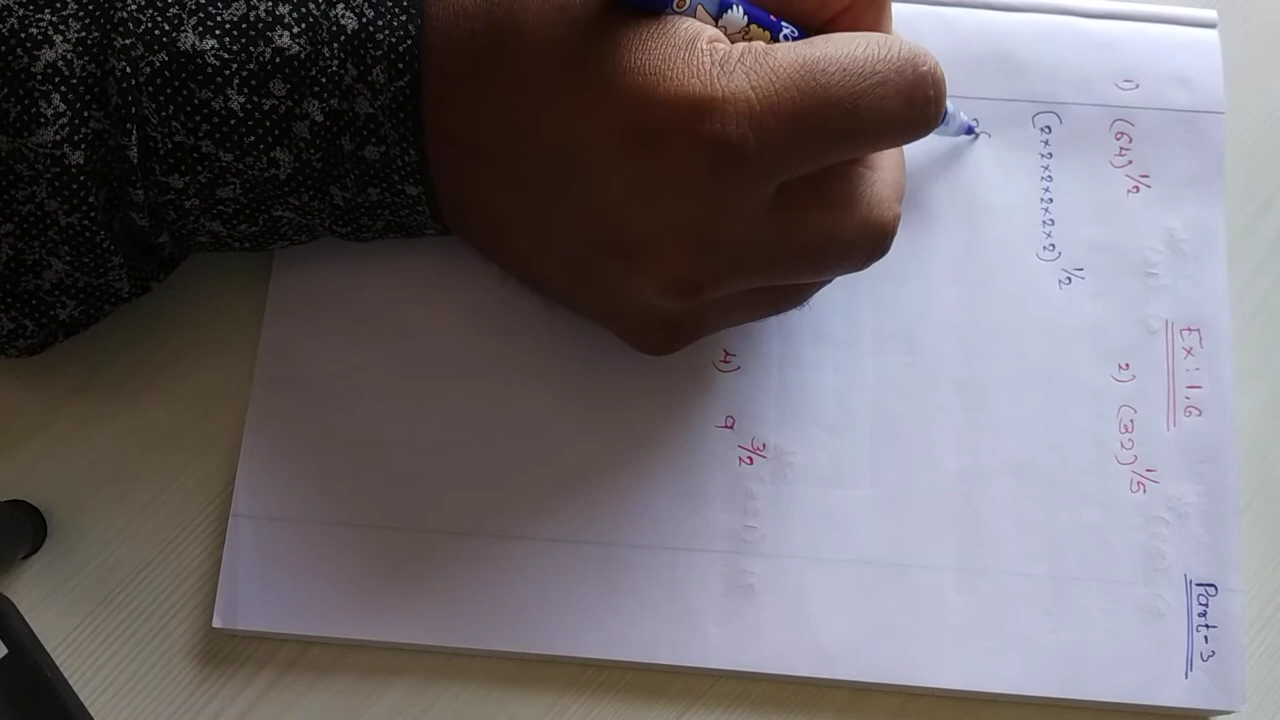 Part-3
Ex: 1.6
1) (64)^1/2
2) (32)^1/5
(2×2×2×2×2×2)^1/2
4) 9^3/2